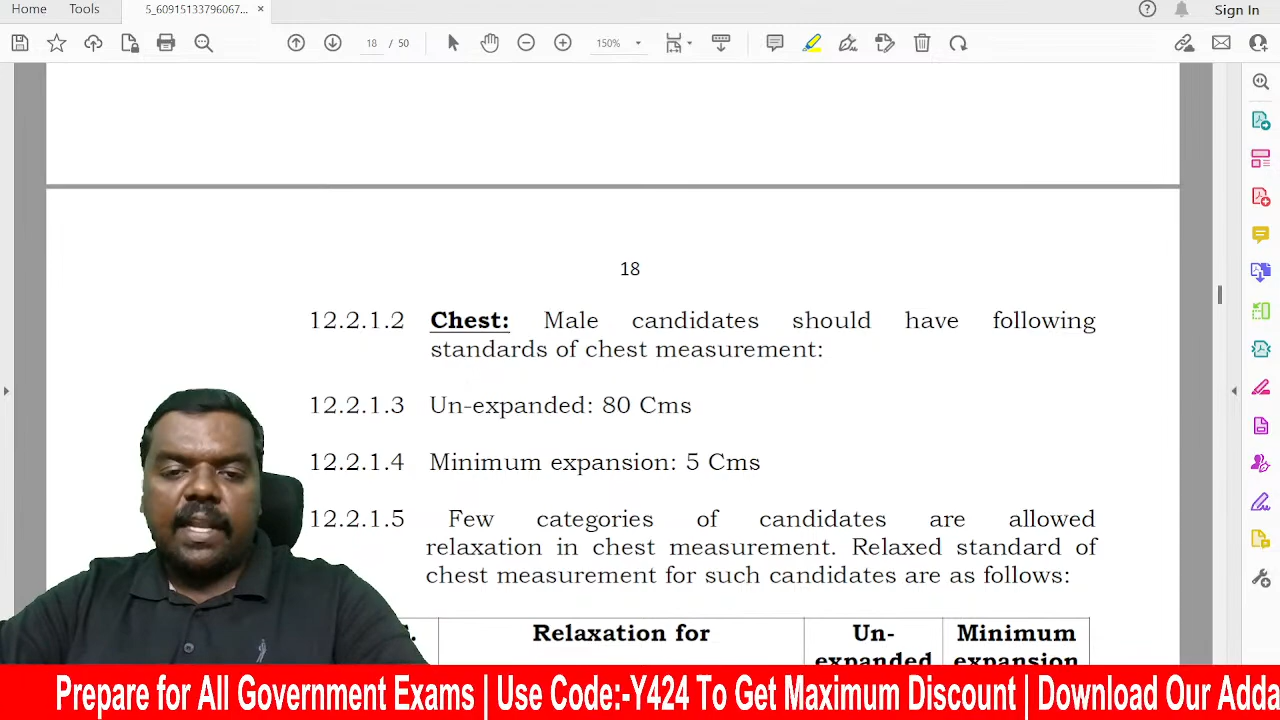 Home Tools 5_60915133796067... × Sign In
18 / 50 150%
18
12.2.1.2 Chest: Male candidates should have following
standards of chest measurement:
12.2.1.3 Un-expanded: 80 Cms
12.2.1.4 Minimum expansion: 5 Cms
12.2.1.5 Few categories of candidates are allowed
relaxation in chest measurement. Relaxed standard of
chest measurement for such candidates are as follows:
Relaxation for Un- Minimum
expanded expansion
Prepare for All Government Exams | Use Code:-Y424 To Get Maximum Discount | Download Our Adda